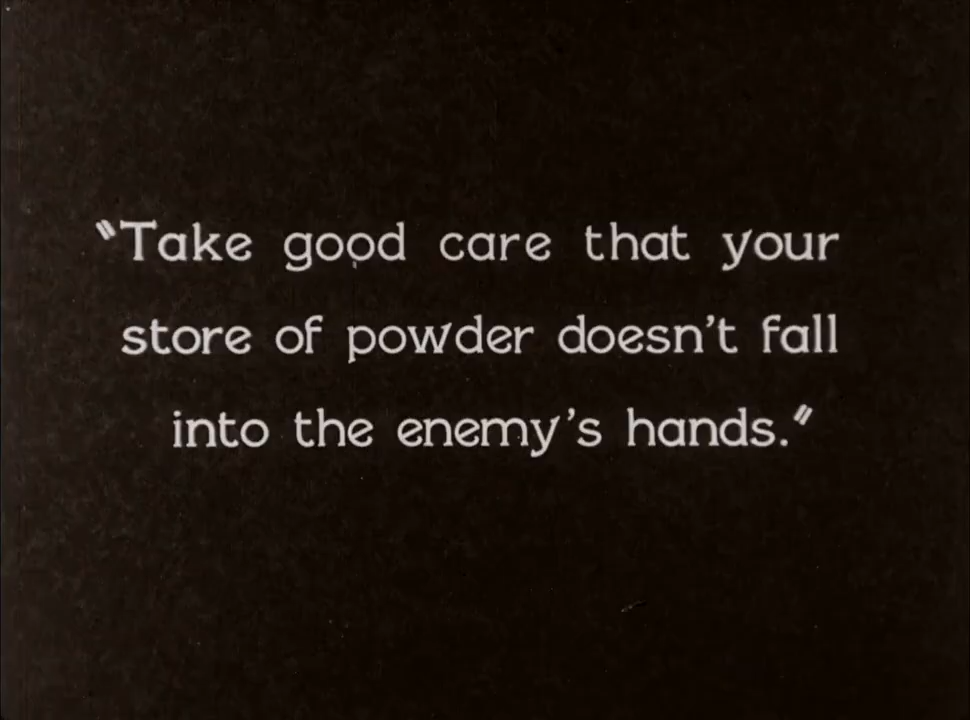 "Take good care that your
store of powder doesn't fall
into the enemy's hands."